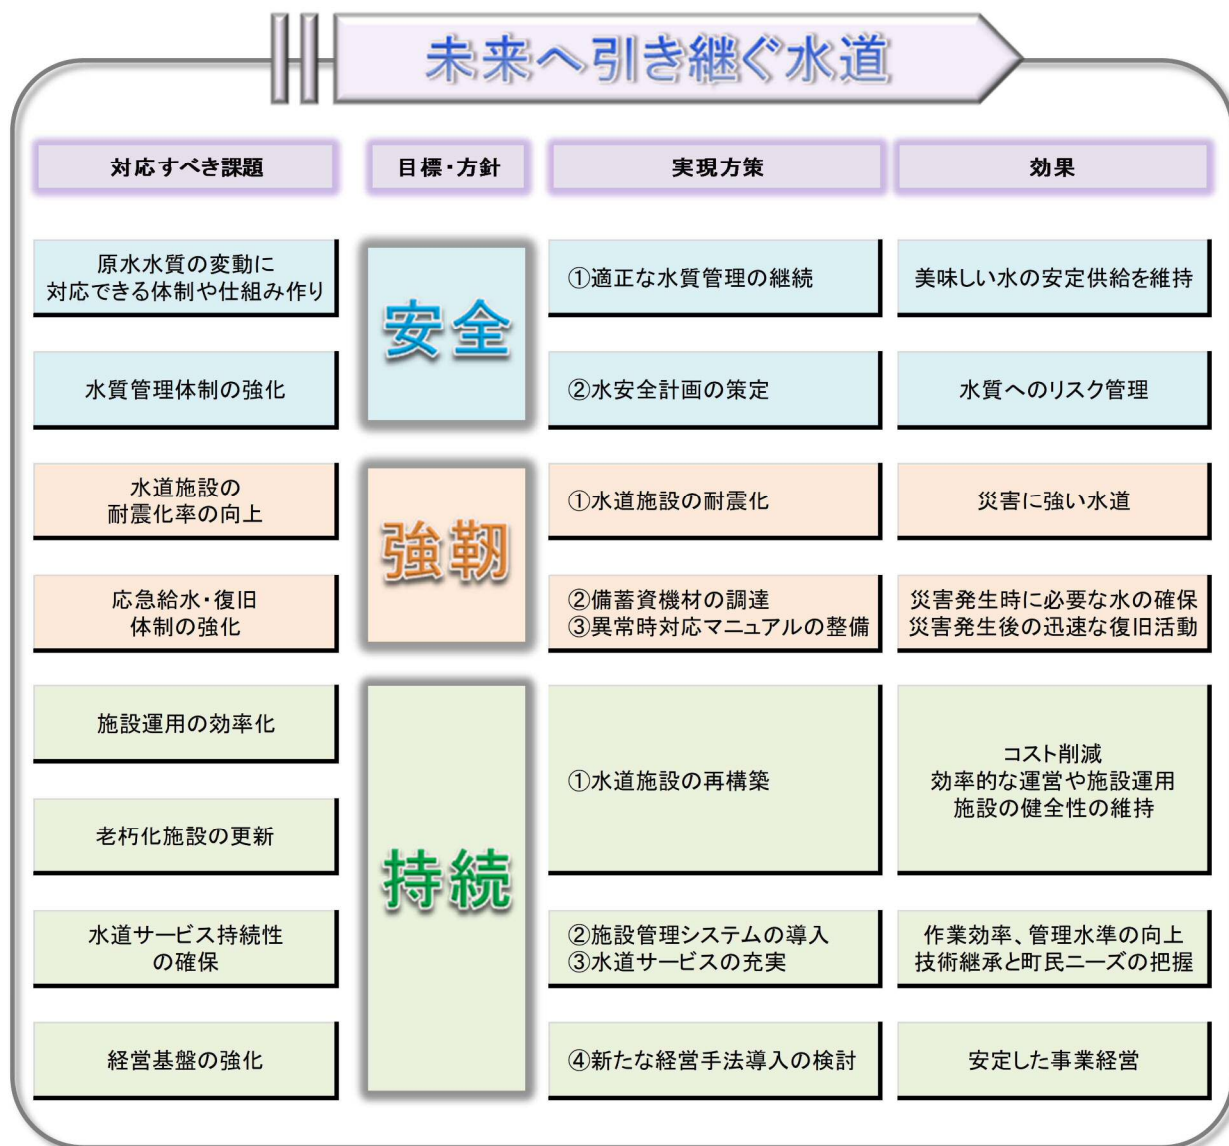 未来へ引き継ぐ水道
対応すべき課題
目標・方針
実現方策
効果
原水水質の変動に
対応できる体制や仕組み作り
安全
①適正な水質管理の継続
美味しい水の安定供給を維持
水質管理体制の強化
②水安全計画の策定
水質へのリスク管理
水道施設の
耐震化率の向上
強靭
①水道施設の耐震化
災害に強い水道
応急給水・復旧
体制の強化
②備蓄資機材の調達
③異常時対応マニュアルの整備
災害発生時に必要な水の確保
災害発生後の迅速な復旧活動
施設運用の効率化
老朽化施設の更新
持続
①水道施設の再構築
コスト削減
効率的な運営や施設運用
施設の健全性の維持
水道サービス持続性
の確保
②施設管理システムの導入
③水道サービスの充実
作業効率、管理水準の向上
技術継承と町民ニーズの把握
経営基盤の強化
④新たな経営手法導入の検討
安定した事業経営